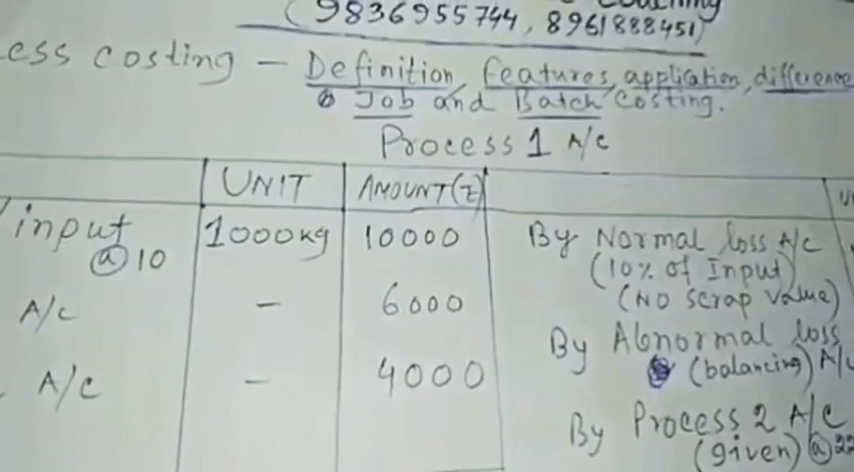 (9836955744, 8961888451)
ess costing - Definition, features, application, difference
Job and Batch costing.
Process 1 A/c
UNIT AMOUNT(₹)
input 1000kg 10000 By Normal loss A/c
@ 10 (10% of Input)
(NO scrap value)
A/c - 6000
By Abnormal loss
(balancing) A/c
A/c - 4000
By Process 2 A/c
(given) @ 22